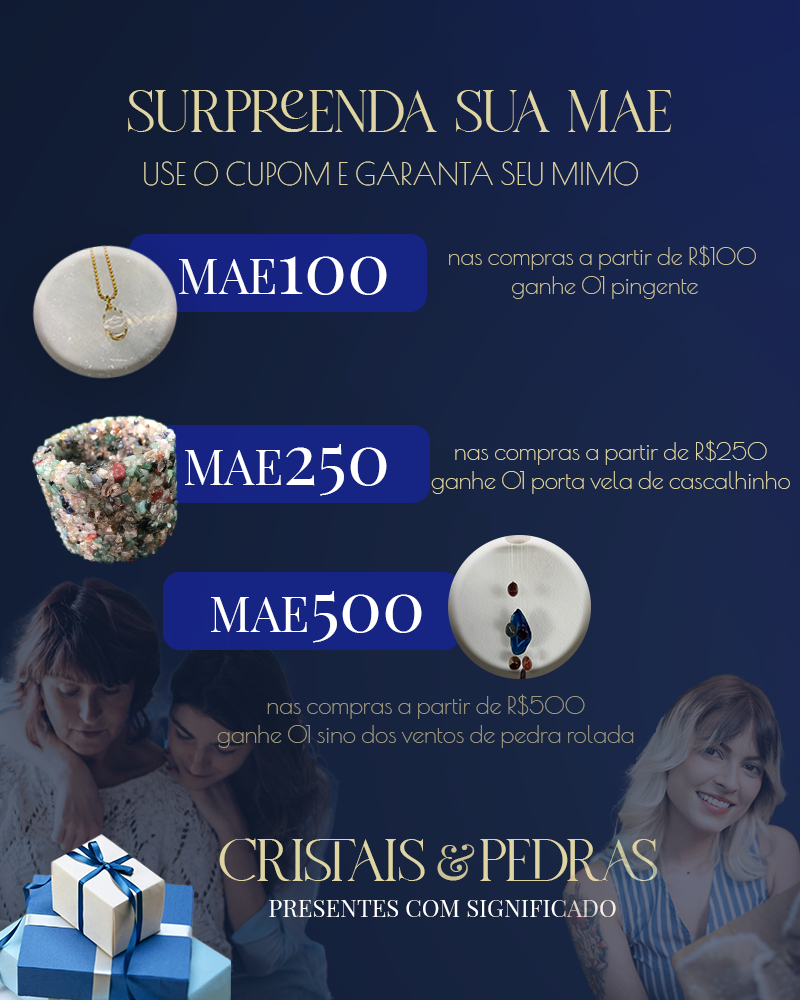 SURPREENDA SUA MAE
USE O CUPOM E GARANTA SEU MIMO
MAE100
nas compras a partir de R$100
ganhe 01 pingente
MAE250
nas compras a partir de R$250
ganhe 01 porta vela de cascalhinho
MAE500
nas compras a partir de R$500
ganhe 01 sino dos ventos de pedra rolada
CRISTAIS & PEDRAS
PRESENTES COM SIGNIFICADO